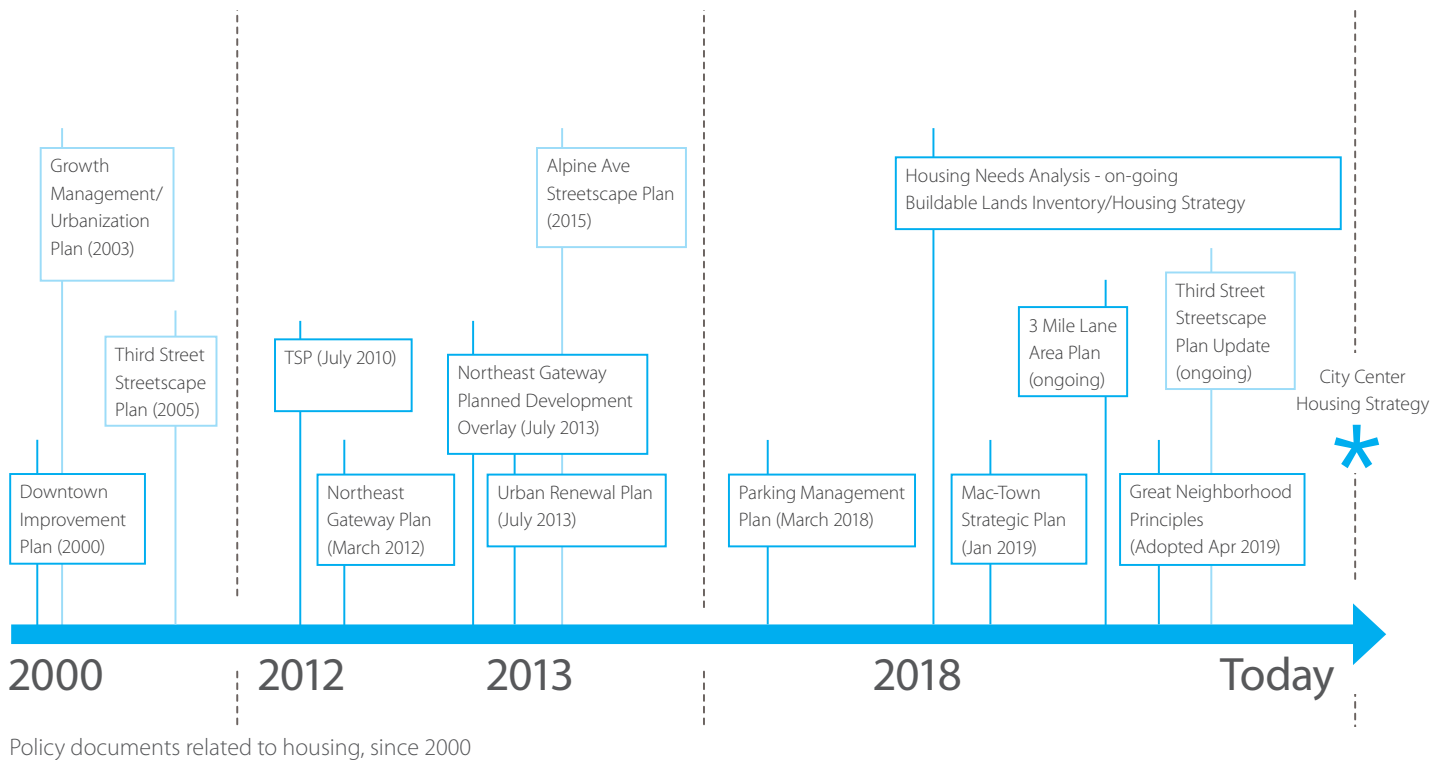 Growth
Management/
Urbanization
Plan (2003)
Third Street
Streetscape
Plan (2005)
Downtown
Improvement
Plan (2000)
Alpine Ave
Streetscape Plan
(2015)
TSP (July 2010)
Northeast Gateway
Planned Development
Overlay (July 2013)
Northeast
Gateway Plan
(March 2012)
Urban Renewal Plan
(July 2013)
Housing Needs Analysis - on-going
Buildable Lands Inventory/Housing Strategy
3 Mile Lane
Area Plan
(ongoing)
Third Street
Streetscape
Plan Update
(ongoing)
Parking Management
Plan (March 2018)
Mac-Town
Strategic Plan
(Jan 2019)
Great Neighborhood
Principles
(Adopted Apr 2019)
City Center
Housing Strategy
*
2000
2012
2013
2018
Today
Policy documents related to housing, since 2000